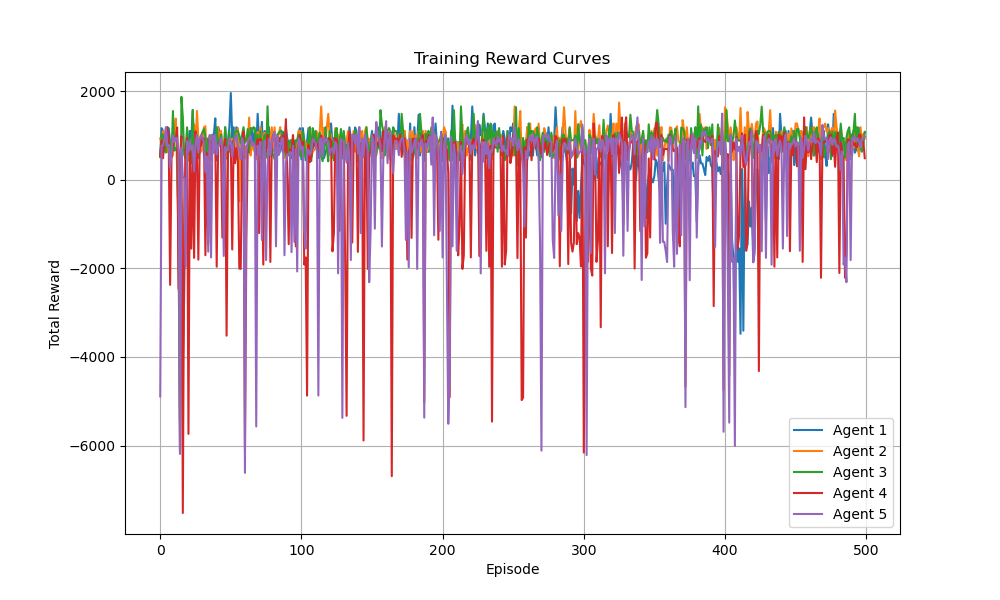 Training Reward Curves
2000
0
−2000
−4000
−6000
Total Reward
0 100 200 300 400 500
Episode
Agent 1
Agent 2
Agent 3
Agent 4
Agent 5